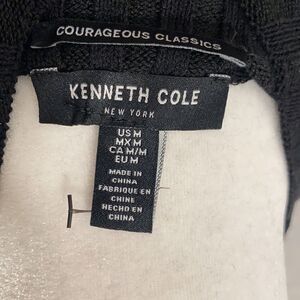 COURAGEOUS CLASSICS
KENNETH COLE
NEW YORK
US M
MX M
CA M/M
EU M
MADE IN
CHINA
FABRIQUE EN
CHINE
HECHO EN
CHINA